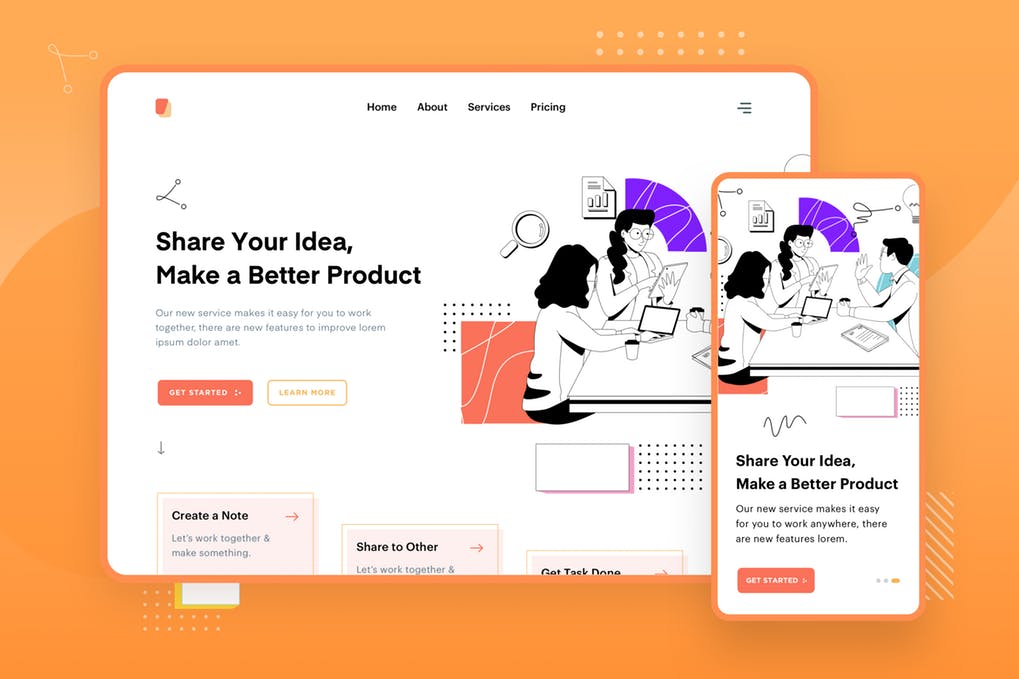 Home About Services Pricing
Share Your Idea,
Make a Better Product
Our new service makes it easy for you to work
together, there are new features to improve lorem
ipsum dolor amet.
GET STARTED
LEARN MORE
Create a Note
Let's work together &
make something.
Share to Other
Let's work together &
Get Task Done
Share Your Idea,
Make a Better Product
Our new service makes it easy
for you to work anywhere, there
are new features lorem.
GET STARTED